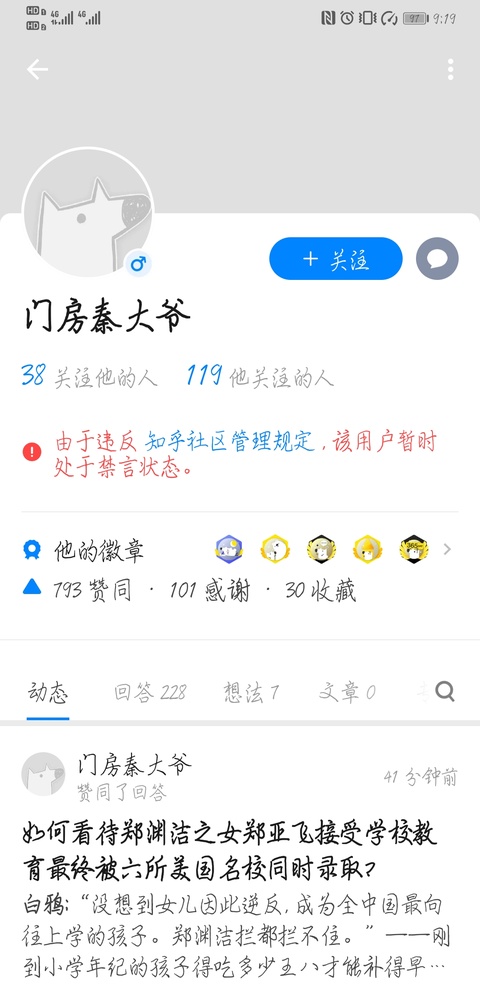 HD 1 4G 4G
HD 2
97 9:19
+ 关注
门房秦大爷
38 关注他的人 119 他关注的人
由于违反 知乎社区管理规定，该用户暂时
处于禁言状态。
他的徽章
365
793 赞同 · 101 感谢 · 30 收藏
动态 回答 228 想法 7 文章 0
门房秦大爷
赞同了回答
41 分钟前
如何看待郑渊洁之女郑亚飞接受学校教
育最终被六所美国名校同时录取？
白鸦:“没想到女儿因此逆反,成为全中国最向
往上学的孩子。郑渊洁拦都拦不住。”——刚
到小学年纪的孩子得吃多少王八才能补得早…